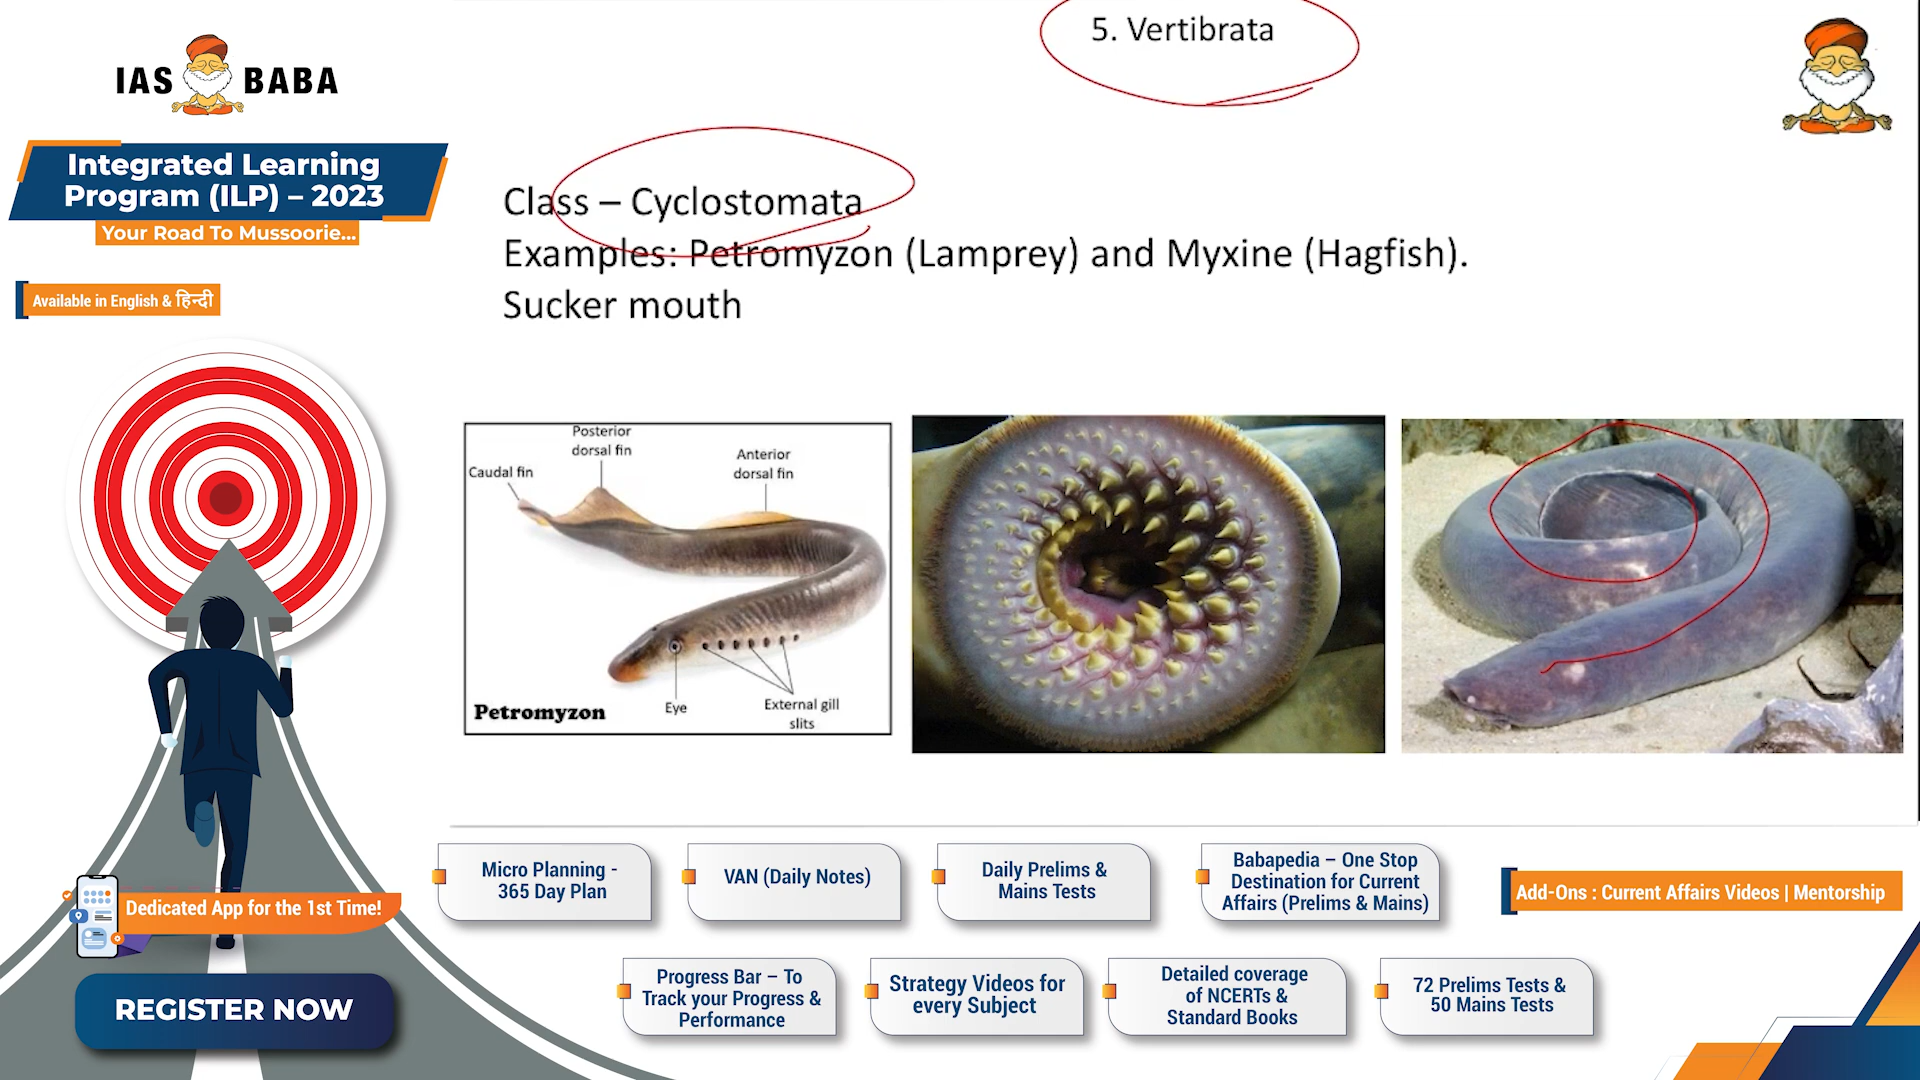 IAS BABA
Integrated Learning
Program (ILP) – 2023
Your Road To Mussoorie...
Available in English & हिन्दी
5. Vertibrata
Class – Cyclostomata
Examples: Petromyzon (Lamprey) and Myxine (Hagfish).
Sucker mouth
Posterior
dorsal fin
Anterior
dorsal fin
Caudal fin
Petromyzon
Eye
External gill
slits
Dedicated App for the 1st Time!
REGISTER NOW
Micro Planning -
365 Day Plan
VAN (Daily Notes)
Daily Prelims &
Mains Tests
Babapedia – One Stop
Destination for Current
Affairs (Prelims & Mains)
Add-Ons : Current Affairs Videos | Mentorship
Progress Bar – To
Track your Progress &
Performance
Strategy Videos for
every Subject
Detailed coverage
of NCERTs &
Standard Books
72 Prelims Tests &
50 Mains Tests